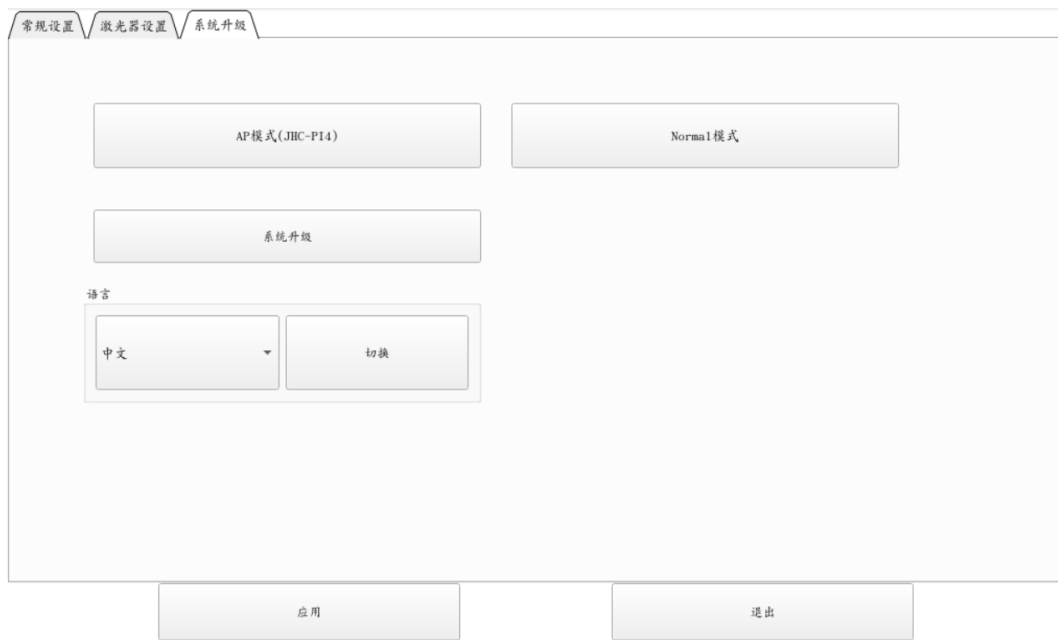 常规设置 激光器设置 系统升级
AP模式(JHC-PI4) Normal模式
系统升级
语言
中文 切换
应用 退出